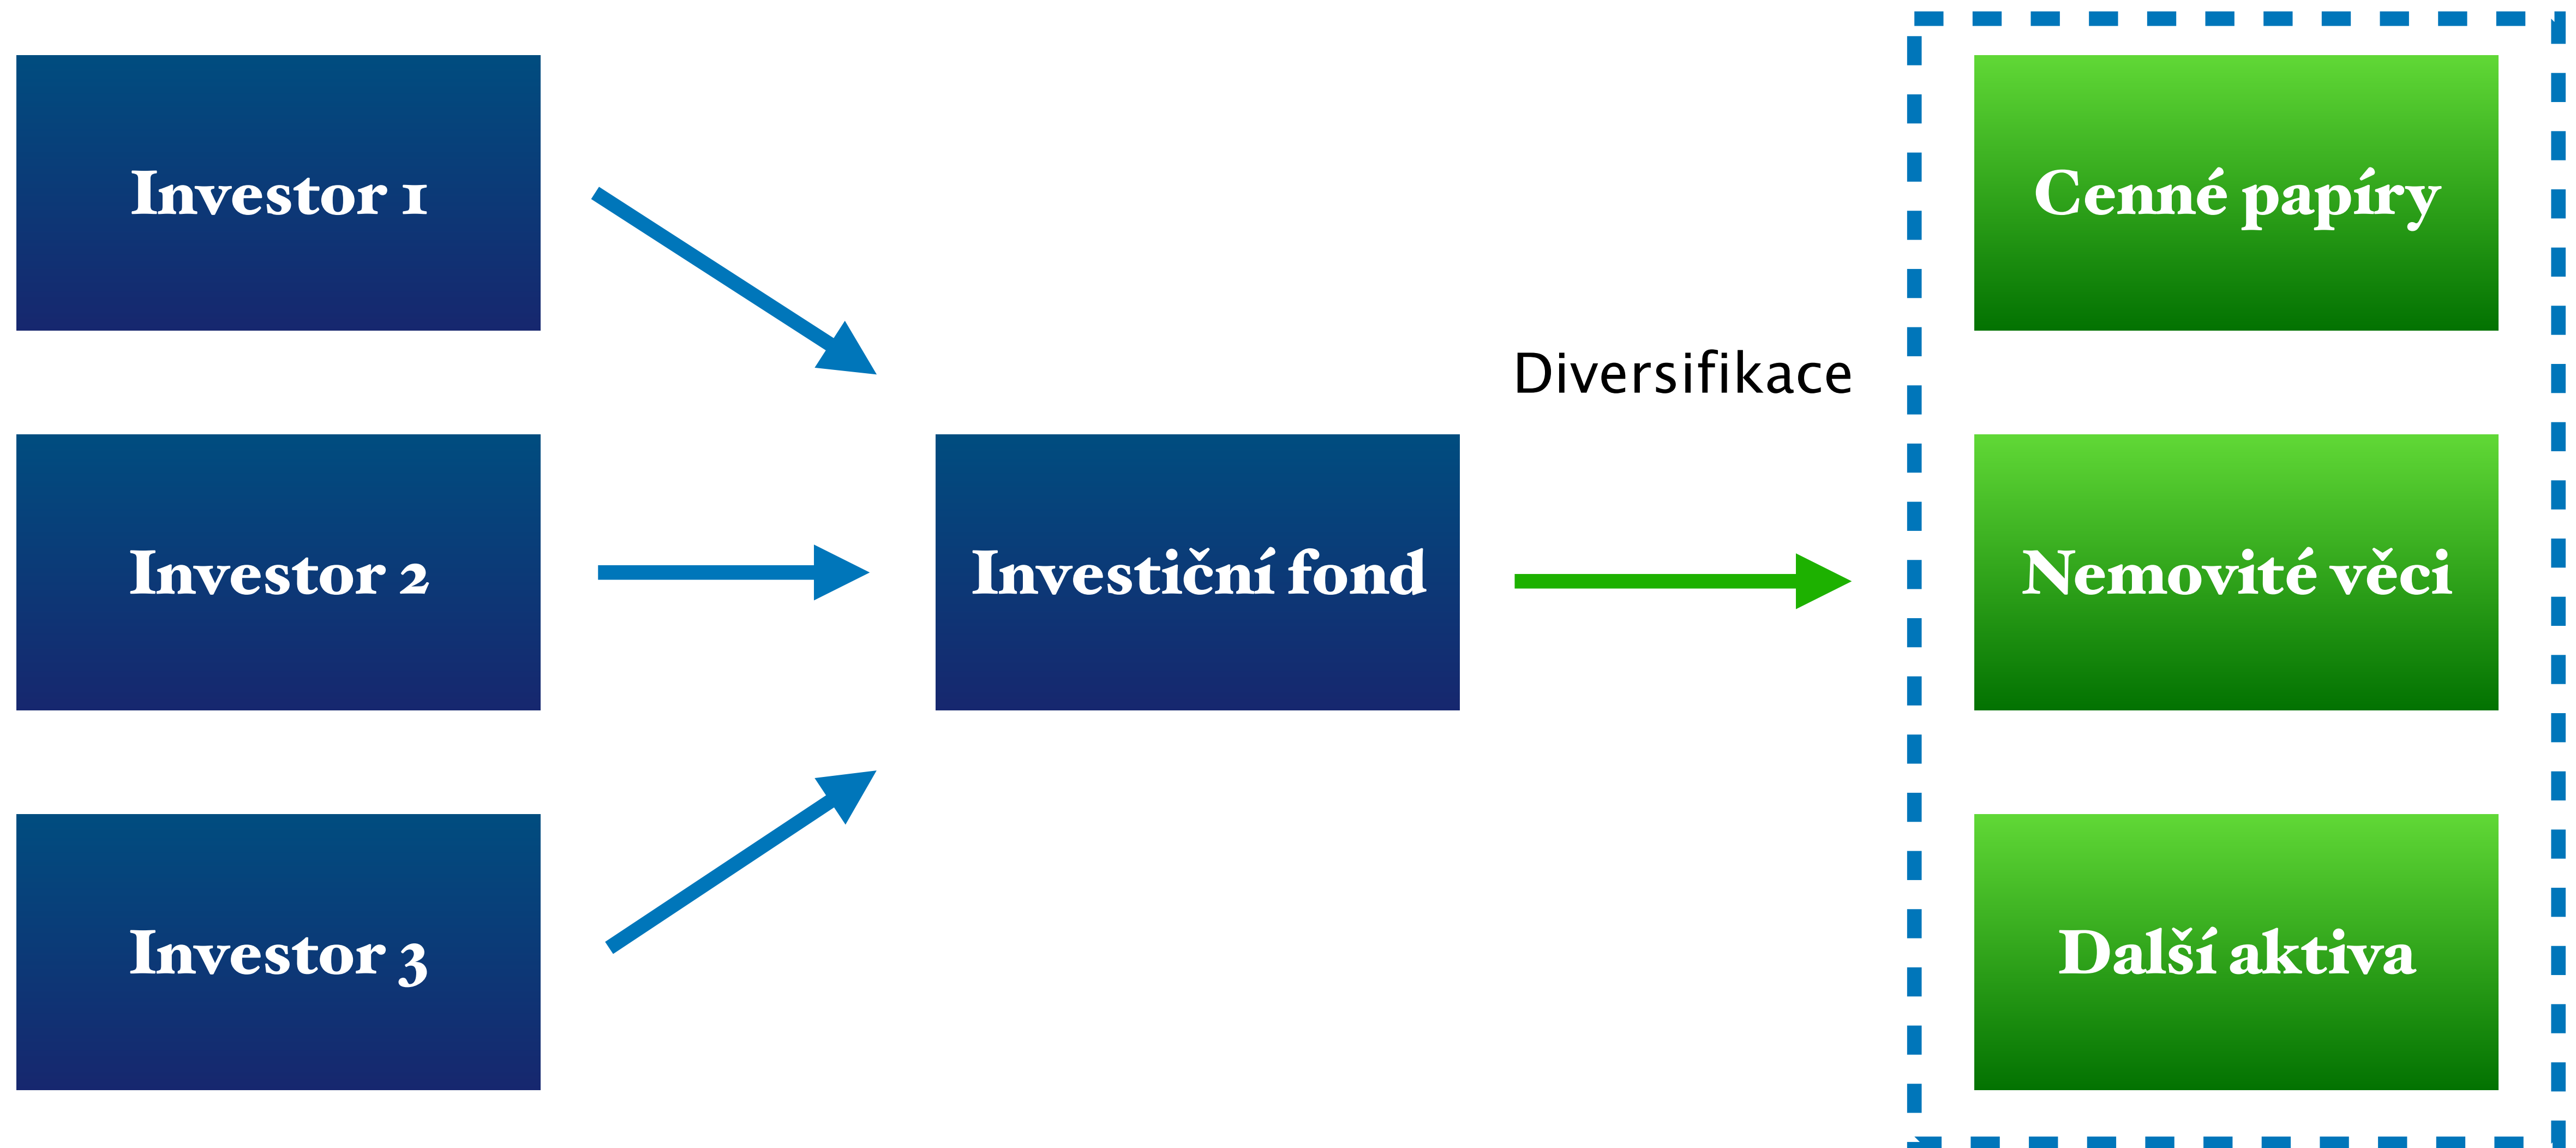 Investor 1
Cenné papíry
Diversifikace
Investor 2
Investiční fond
Nemovité věci
Investor 3
Další aktiva